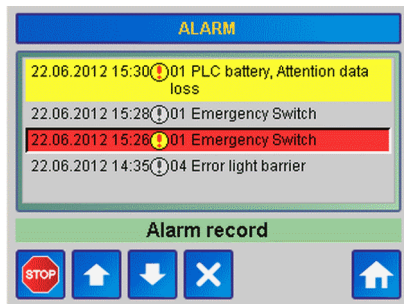 ALARM
22.06.2012 15:30 01 PLC battery, Attention data
loss
22.06.2012 15:28 01 Emergency Switch
22.06.2012 15:26 01 Emergency Switch
22.06.2012 14:35 04 Error light barrier
Alarm record
STOP